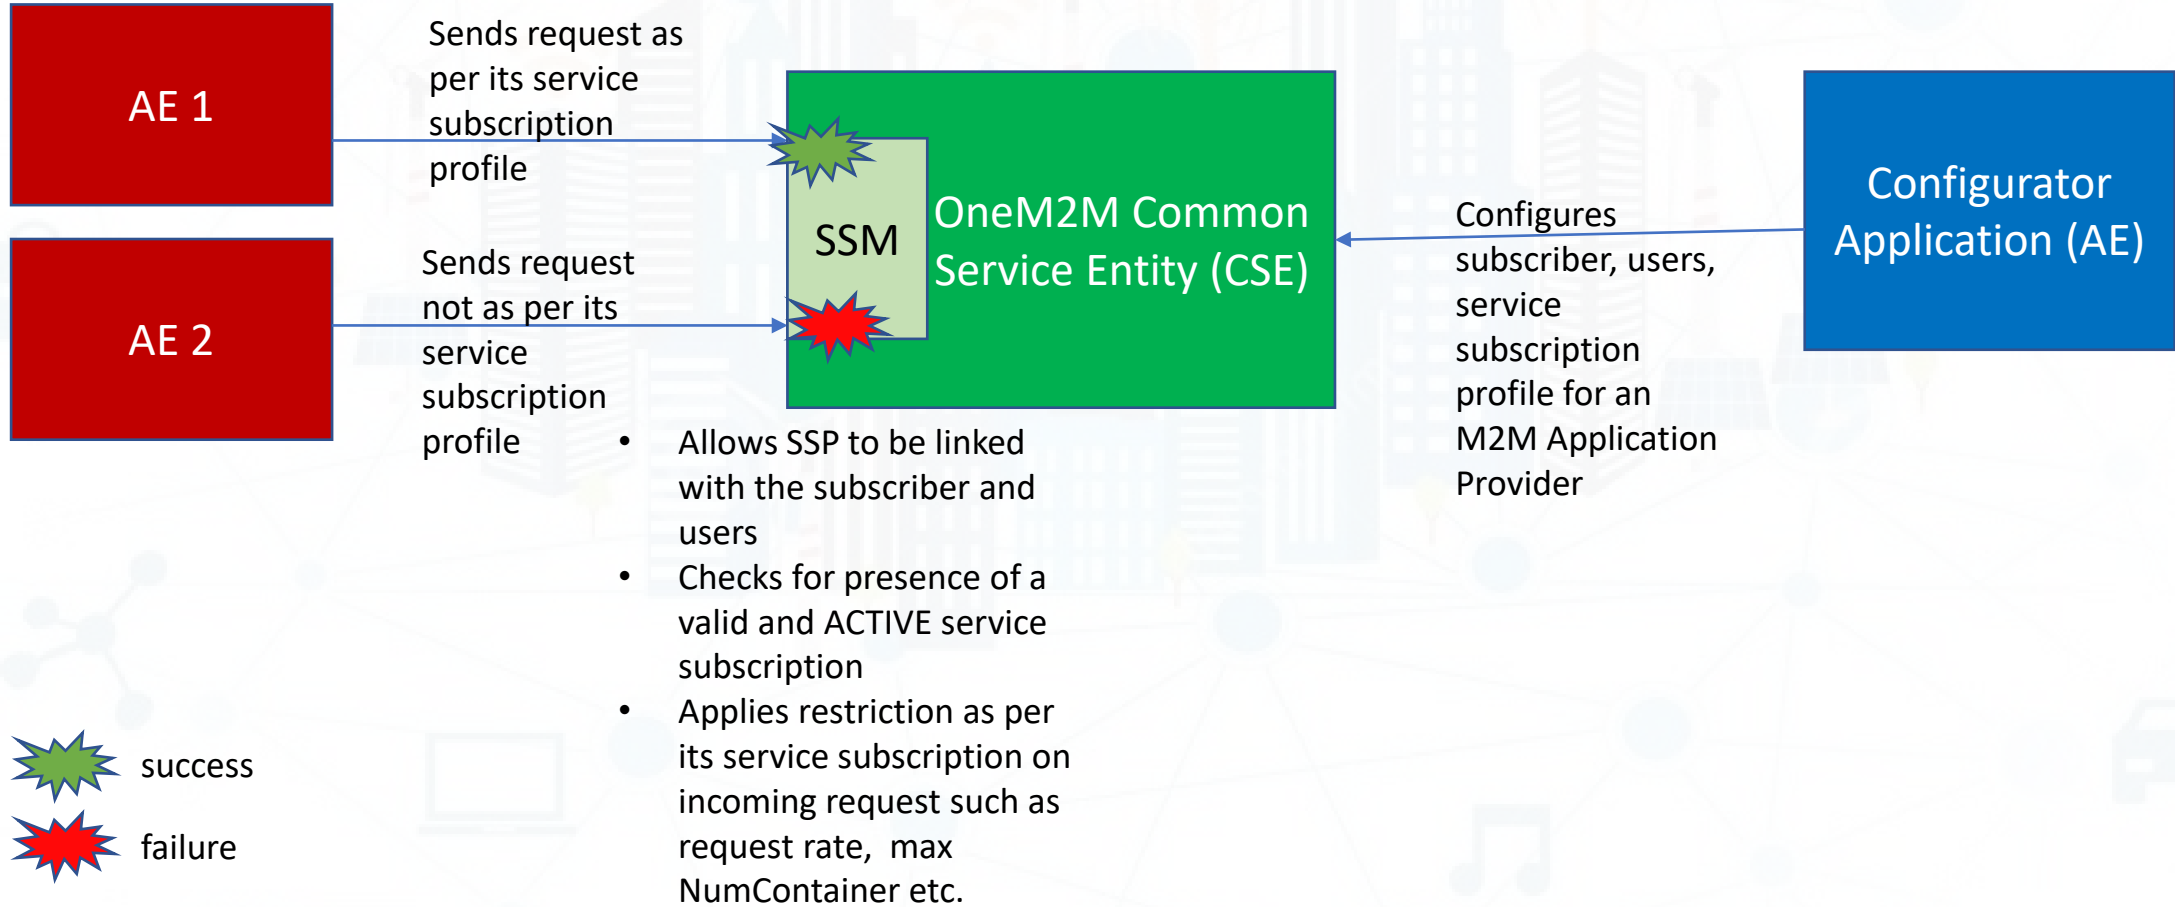 AE 1
Sends request as
per its service
subscription
profile
AE 2
Sends request
not as per its
service
subscription
profile
SSM
OneM2M Common
Service Entity (CSE)
Configures
subscriber, users,
service
subscription
profile for an
M2M Application
Provider
Configurator
Application (AE)
• Allows SSP to be linked
with the subscriber and
users
• Checks for presence of a
valid and ACTIVE service
subscription
• Applies restriction as per
its service subscription on
incoming request such as
request rate, max
NumContainer etc.
success
failure